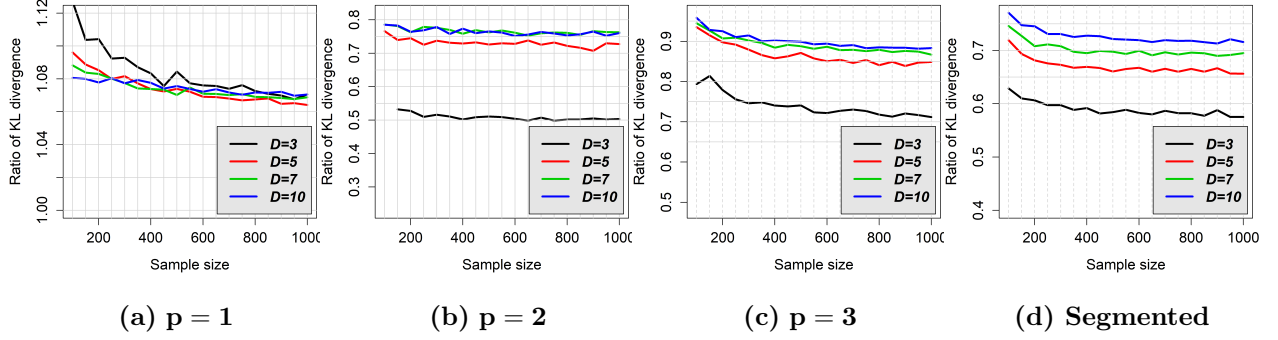 Ratio of KL divergence
1.00
1.04
1.08
1.12
D=3
D=5
D=7
D=10
200 400 600 800 1000
Sample size
(a) p = 1
Ratio of KL divergence
0.3
0.4
0.5
0.6
0.7
0.8
D=3
D=5
D=7
D=10
200 400 600 800 1000
Sample size
(b) p = 2
Ratio of KL divergence
0.5
0.6
0.7
0.8
0.9
D=3
D=5
D=7
D=10
200 400 600 800 1000
Sample size
(c) p = 3
Ratio of KL divergence
0.4
0.5
0.6
0.7
D=3
D=5
D=7
D=10
200 400 600 800 1000
Sample size
(d) Segmented